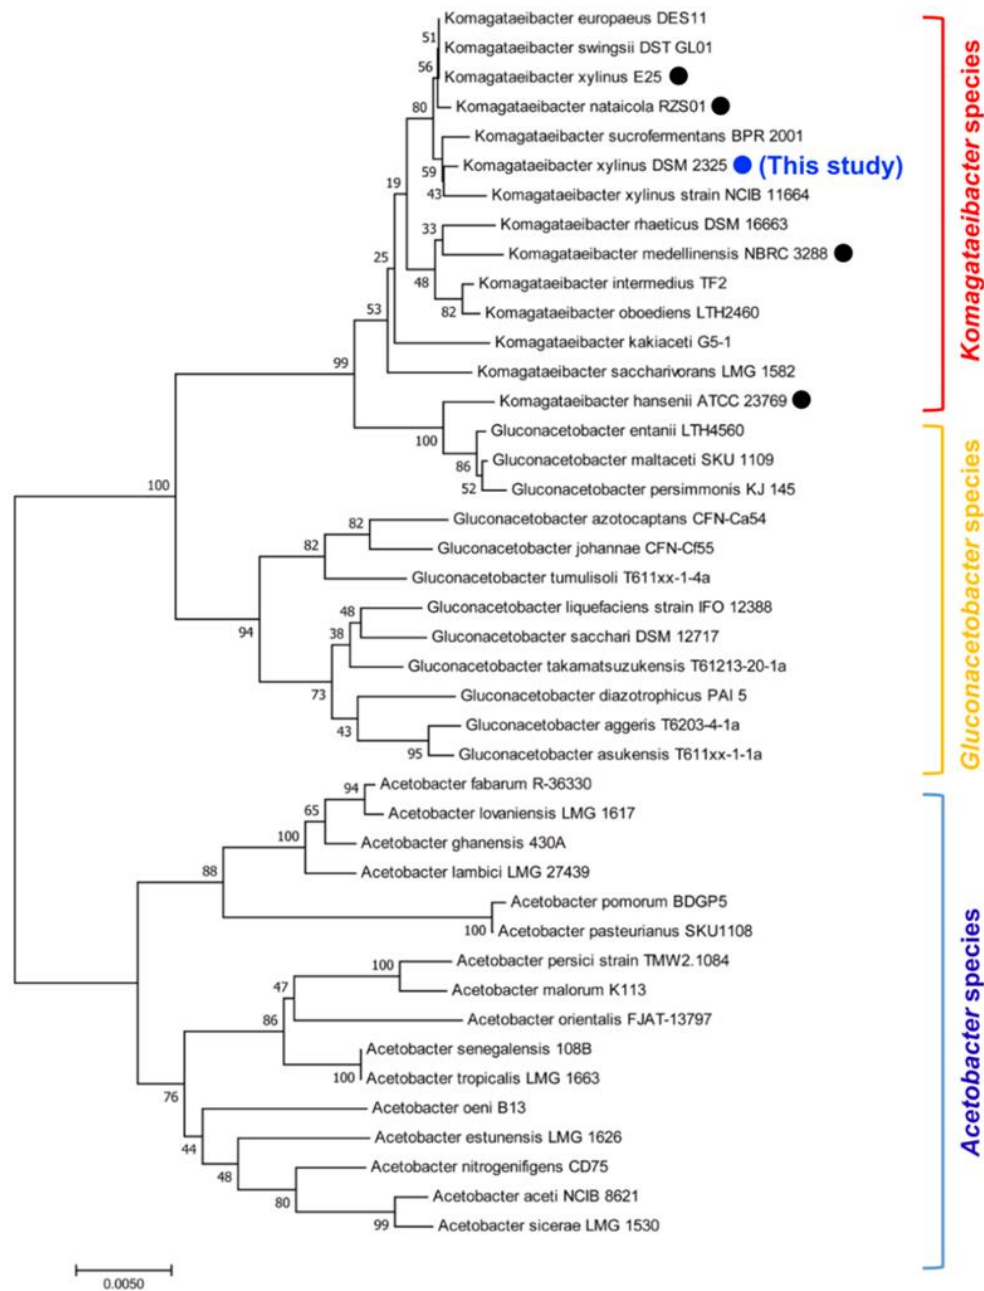 Komagataeibacter europaeus DES11
51
Komagataeibacter swingsii DST GL01
56
Komagataeibacter xylinus E25
80
Komagataeibacter nataicola RZS01
Komagataeibacter sucrofermentans BPR 2001
59
Komagataeibacter xylinus DSM 2325 (This study)
19
43
Komagataeibacter xylinus strain NCIB 11664
33
Komagataeibacter rhaeticus DSM 16663
Komagataeibacter medellinensis NBRC 3288
25
48
Komagataeibacter intermedius TF2
82
Komagataeibacter oboediens LTH2460
53
Komagataeibacter kakiaceti G5-1
99
Komagataeibacter saccharivorans LMG 1582
Komagataeibacter hansenii ATCC 23769
Komagataeibacter species
100
Gluconacetobacter entanii LTH4560
86
Gluconacetobacter maltaceti SKU 1109
52
Gluconacetobacter persimmonis KJ 145
100
82
Gluconacetobacter azotocaptans CFN-Ca54
82
Gluconacetobacter johannae CFN-Cf55
Gluconacetobacter tumulisoli T611xx-1-4a
94
48
Gluconacetobacter liquefaciens strain IFO 12388
38
Gluconacetobacter sacchari DSM 12717
Gluconacetobacter takamatsuzukensis T61213-20-1a
73
Gluconacetobacter diazotrophicus PAI 5
43
Gluconacetobacter aggeris T6203-4-1a
95
Gluconacetobacter asukensis T611xx-1-1a
Gluconacetobacter species
94
Acetobacter fabarum R-36330
65
Acetobacter lovaniensis LMG 1617
100
Acetobacter ghanensis 430A
88
Acetobacter lambici LMG 27439
Acetobacter pomorum BDGP5
100
Acetobacter pasteurianus SKU1108
100
Acetobacter persici strain TMW2.1084
47
Acetobacter malorum K113
86
Acetobacter orientalis FJAT-13797
Acetobacter senegalensis 108B
100
Acetobacter tropicalis LMG 1663
76
Acetobacter oeni B13
44
Acetobacter estunensis LMG 1626
48
Acetobacter nitrogenifigens CD75
80
Acetobacter aceti NCIB 8621
99
Acetobacter sicerae LMG 1530
Acetobacter species
0.0050